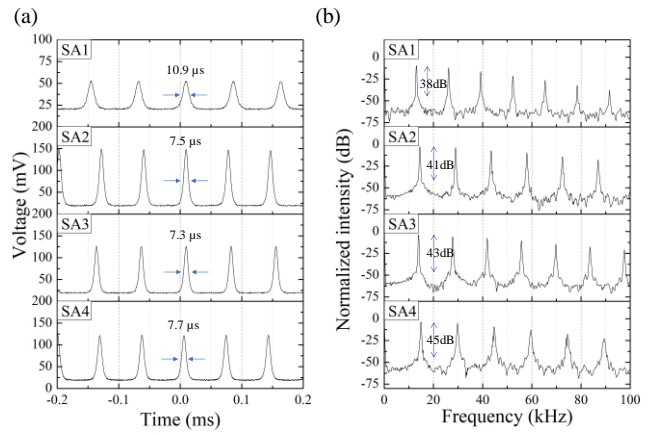 (a)
SA1
10.9 µs
SA2
7.5 µs
SA3
7.3 µs
SA4
7.7 µs
100
75
50
25
200
150
100
50
0
200
150
100
50
0
200
150
100
50
0
Voltage (mV)
-0.2 -0.1 0.0 0.1 0.2
Time (ms)
(b)
SA1
38dB
SA2
41dB
SA3
43dB
SA4
45dB
0
-25
-50
-75
0
-25
-50
-75
0
-25
-50
-75
0
-25
-50
-75
Normalized intensity (dB)
0 20 40 60 80 100
Frequency (kHz)